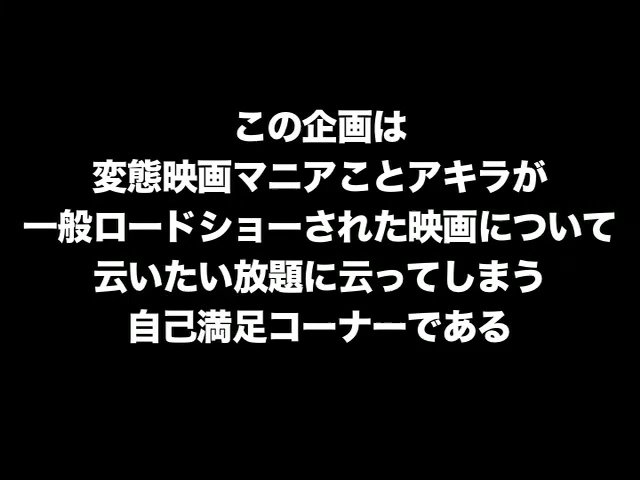 この企画は
変態映画マニアことアキラが
一般ロードショーされた映画について
云いたい放題に云ってしまう
自己満足コーナーである